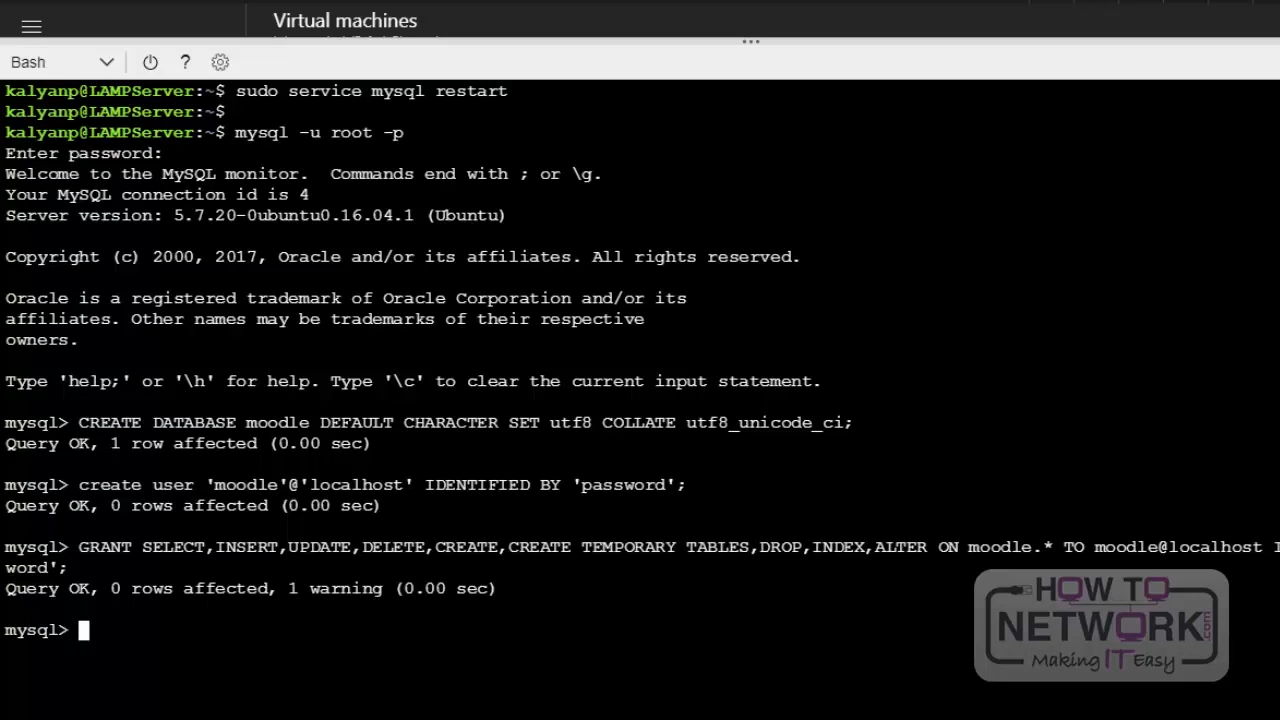 Virtual machines
Bash
?
kalyanp@LAMPServer:~$ sudo service mysql restart
kalyanp@LAMPServer:~$
kalyanp@LAMPServer:~$ mysql -u root -p
Enter password:
Welcome to the MySQL monitor.  Commands end with ; or \g.
Your MySQL connection id is 4
Server version: 5.7.20-0ubuntu0.16.04.1 (Ubuntu)
Copyright (c) 2000, 2017, Oracle and/or its affiliates. All rights reserved.
Oracle is a registered trademark of Oracle Corporation and/or its
affiliates. Other names may be trademarks of their respective
owners.
Type 'help;' or '\h' for help. Type '\c' to clear the current input statement.
mysql> CREATE DATABASE moodle DEFAULT CHARACTER SET utf8 COLLATE utf8_unicode_ci;
Query OK, 1 row affected (0.00 sec)
mysql> create user 'moodle'@'localhost' IDENTIFIED BY 'password';
Query OK, 0 rows affected (0.00 sec)
mysql> GRANT SELECT,INSERT,UPDATE,DELETE,CREATE,CREATE TEMPORARY TABLES,DROP,INDEX,ALTER ON moodle.* TO moodle@localhost I
word';
Query OK, 0 rows affected, 1 warning (0.00 sec)
mysql>
HOW TO
NETWORK.com
Making IT Easy